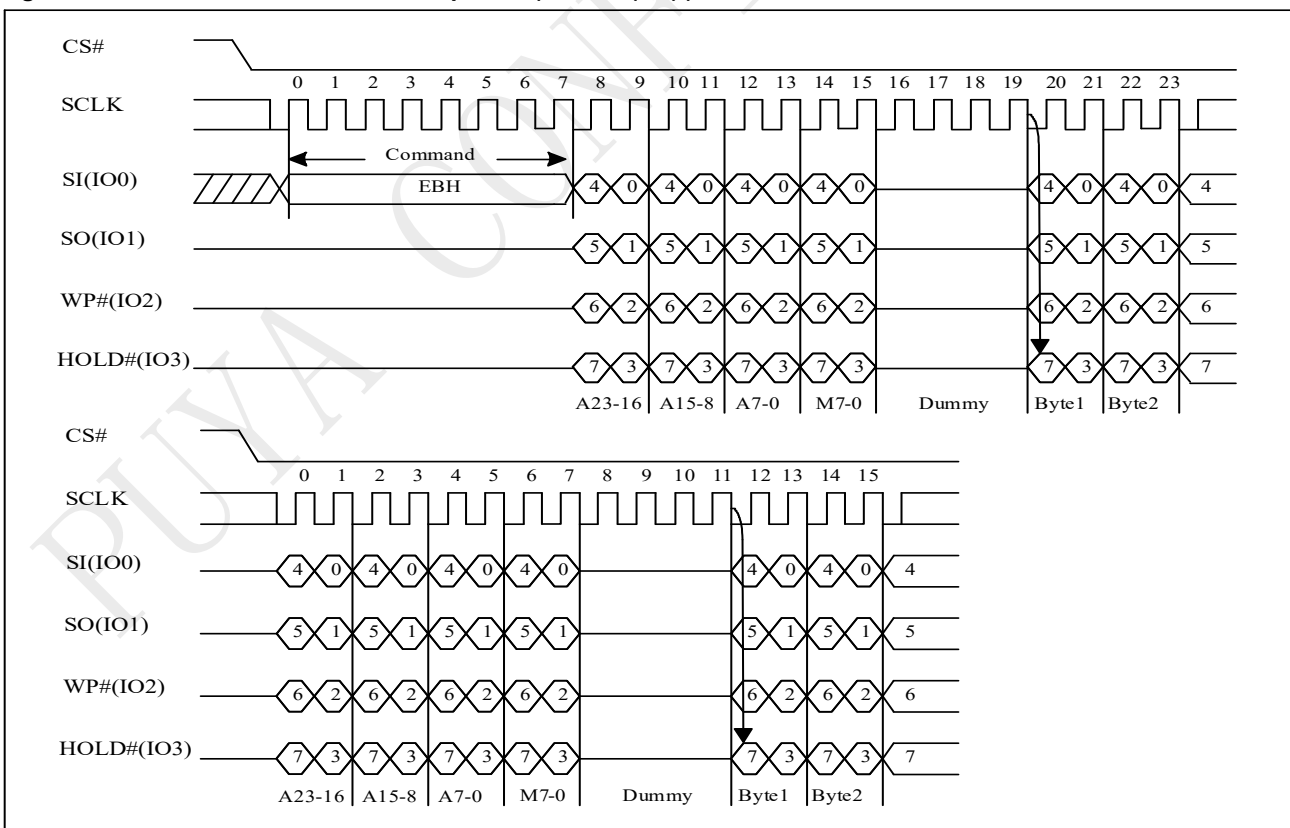 CS#
0 1 2 3 4 5 6 7 8 9 10 11 12 13 14 15 16 17 18 19 20 21 22 23
SCLK
Command
SI(IO0) EBH 4 0 4 0 4 0 4 0 4 0 4 0 4
SO(IO1) 5 1 5 1 5 1 5 1 5 1 5 1 5
WP#(IO2) 6 2 6 2 6 2 6 2 6 2 6 2 6
HOLD#(IO3) 7 3 7 3 7 3 7 3 7 3 7 3 7
A23-16 A15-8 A7-0 M7-0 Dummy Byte1 Byte2
CS#
0 1 2 3 4 5 6 7 8 9 10 11 12 13 14 15
SCLK
SI(IO0) 4 0 4 0 4 0 4 0 4 0 4 0 4
SO(IO1) 5 1 5 1 5 1 5 1 5 1 5 1 5
WP#(IO2) 6 2 6 2 6 2 6 2 6 2 6 2 6
HOLD#(IO3) 7 3 7 3 7 3 7 3 7 3 7 3 7
A23-16 A15-8 A7-0 M7-0 Dummy Byte1 Byte2
PUYA CONF